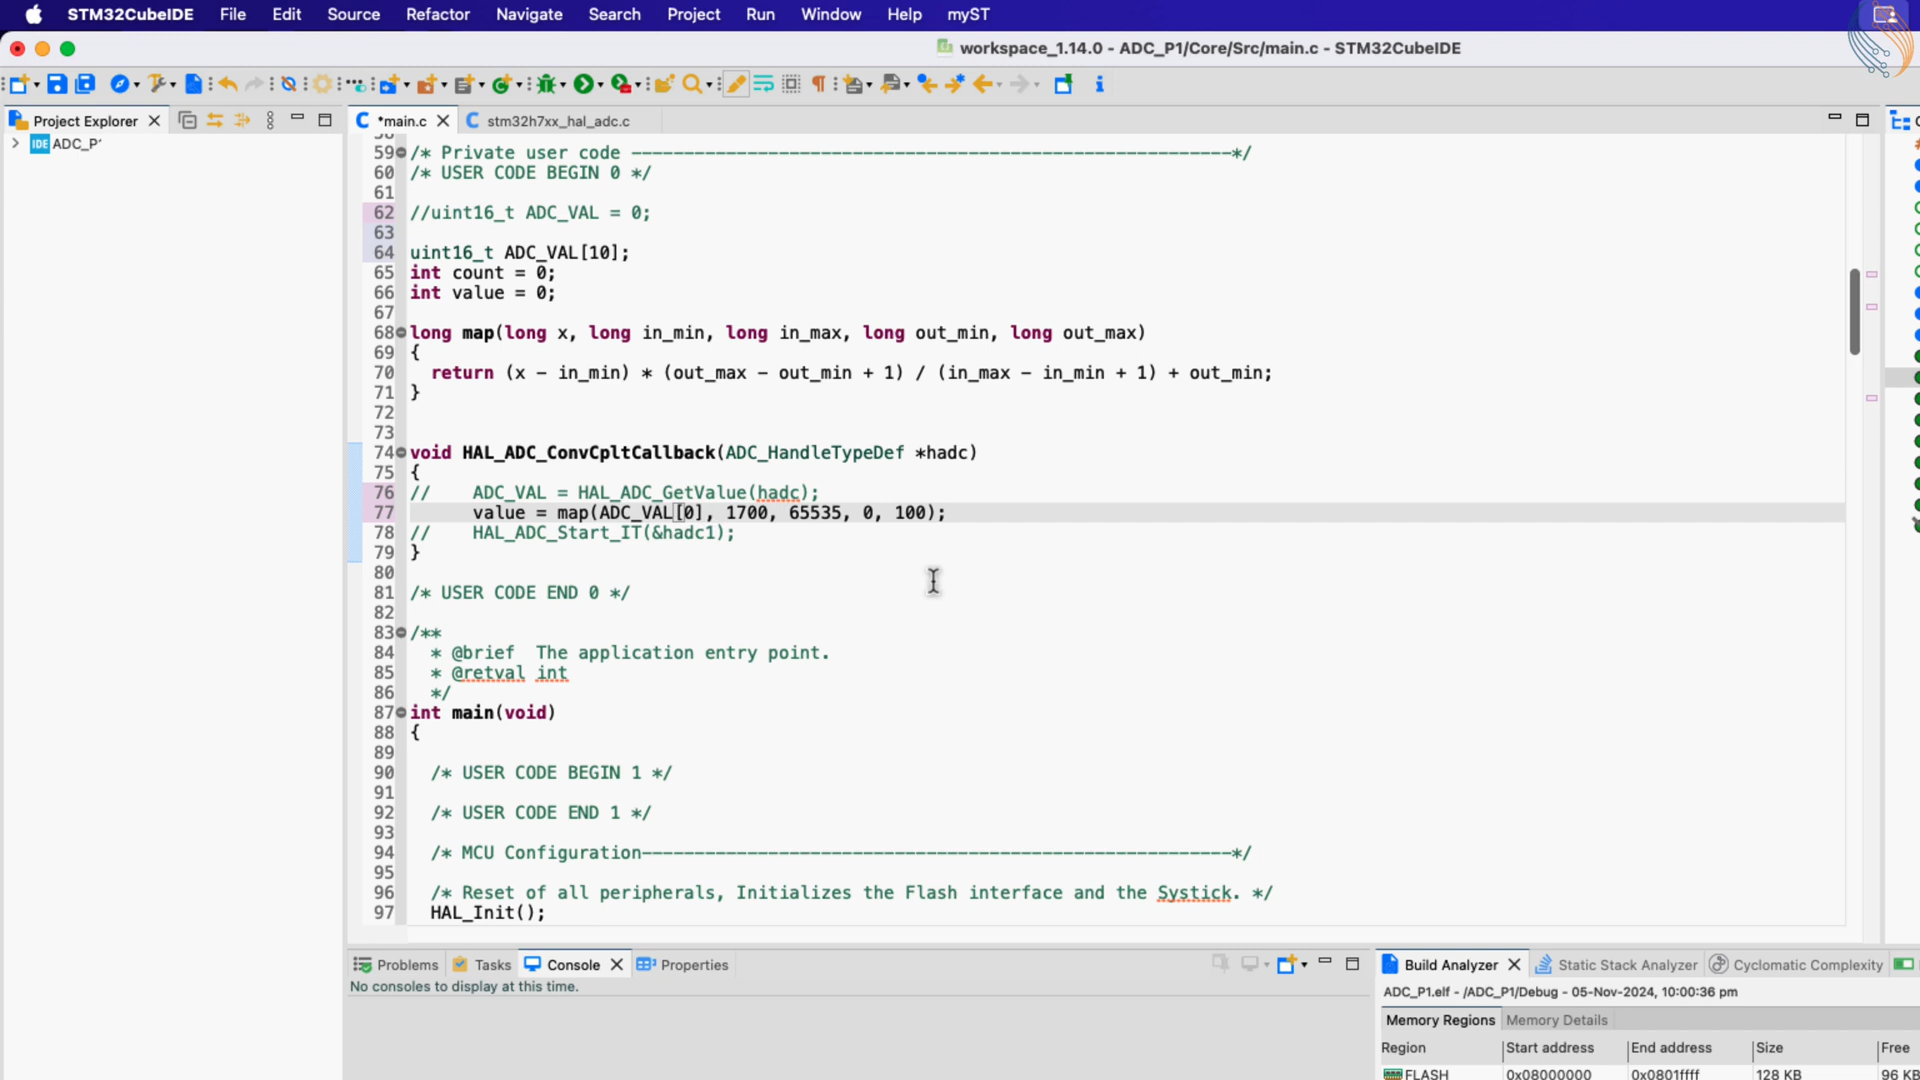 STM32CubeIDE File Edit Source Refactor Navigate Search Project Run Window Help myST
workspace_1.14.0 - ADC_P1/Core/Src/main.c - STM32CubeIDE
Project Explorer
*main.c
stm32h7xx_hal_adc.c
IDE ADC_P
59 /* Private user code ---------------------------------------------------------*/
60 /* USER CODE BEGIN 0 */
61
62 //uint16_t ADC_VAL = 0;
63
64 uint16_t ADC_VAL[10];
65 int count = 0;
66 int value = 0;
67
68 long map(long x, long in_min, long in_max, long out_min, long out_max)
69 {
70 return (x - in_min) * (out_max - out_min + 1) / (in_max - in_min + 1) + out_min;
71 }
72
73
74 void HAL_ADC_ConvCpltCallback(ADC_HandleTypeDef *hadc)
75 {
76 // ADC_VAL = HAL_ADC_GetValue(hadc);
77 value = map(ADC_VAL[0], 1700, 65535, 0, 100);
78 // HAL_ADC_Start_IT(&hadc1);
79 }
80
81 /* USER CODE END 0 */
82
83 /**
84 * @brief The application entry point.
85 * @retval int
86 */
87 int main(void)
88 {
89
90 /* USER CODE BEGIN 1 */
91
92 /* USER CODE END 1 */
93
94 /* MCU Configuration--------------------------------------------------------*/
95
96 /* Reset of all peripherals, Initializes the Flash interface and the Systick. */
97 HAL_Init();
Problems Tasks Console Properties
No consoles to display at this time.
Build Analyzer Static Stack Analyzer Cyclomatic Complexity
ADC_P1.elf - /ADC_P1/Debug - 05-Nov-2024, 10:00:36 pm
Memory Regions Memory Details
Region Start address End address Size Free
FLASH 0x08000000 0x0801ffff 128 KB 96 KB